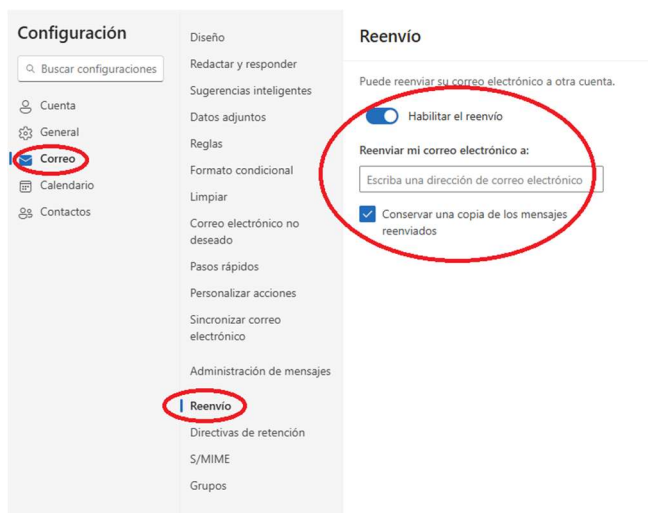 Configuración
Buscar configuraciones
Cuenta
General
Correo
Calendario
Contactos
Diseño
Redactar y responder
Sugerencias inteligentes
Datos adjuntos
Reglas
Formato condicional
Limpiar
Correo electrónico no
deseado
Pasos rápidos
Personalizar acciones
Sincronizar correo
electrónico
Administración de mensajes
Reenvío
Directivas de retención
S/MIME
Grupos
Reenvío
Puede reenviar su correo electrónico a otra cuenta.
Habilitar el reenvío
Reenviar mi correo electrónico a:
Escriba una dirección de correo electrónico
Conservar una copia de los mensajes
reenviados